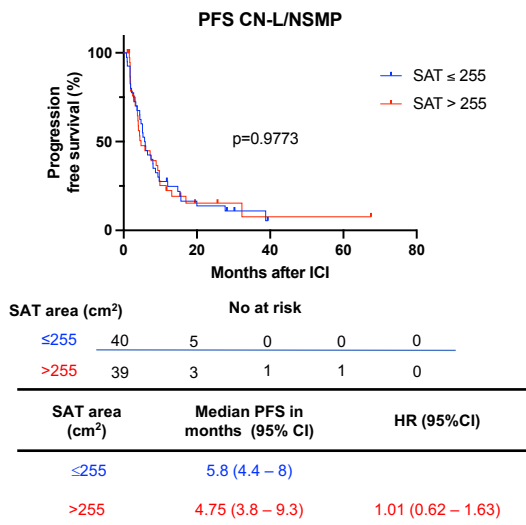 PFS CN-L/NSMP
Progression
free survival (%)
100
50
0
SAT ≤ 255
SAT > 255
p=0.9773
0 20 40 60 80
Months after ICI
SAT area (cm²) No at risk
≤255 40 5 0 0 0
>255 39 3 1 1 0
SAT area
(cm²)
Median PFS in
months (95% CI)
HR (95%CI)
≤255 5.8 (4.4 – 8)
>255 4.75 (3.8 – 9.3) 1.01 (0.62 – 1.63)